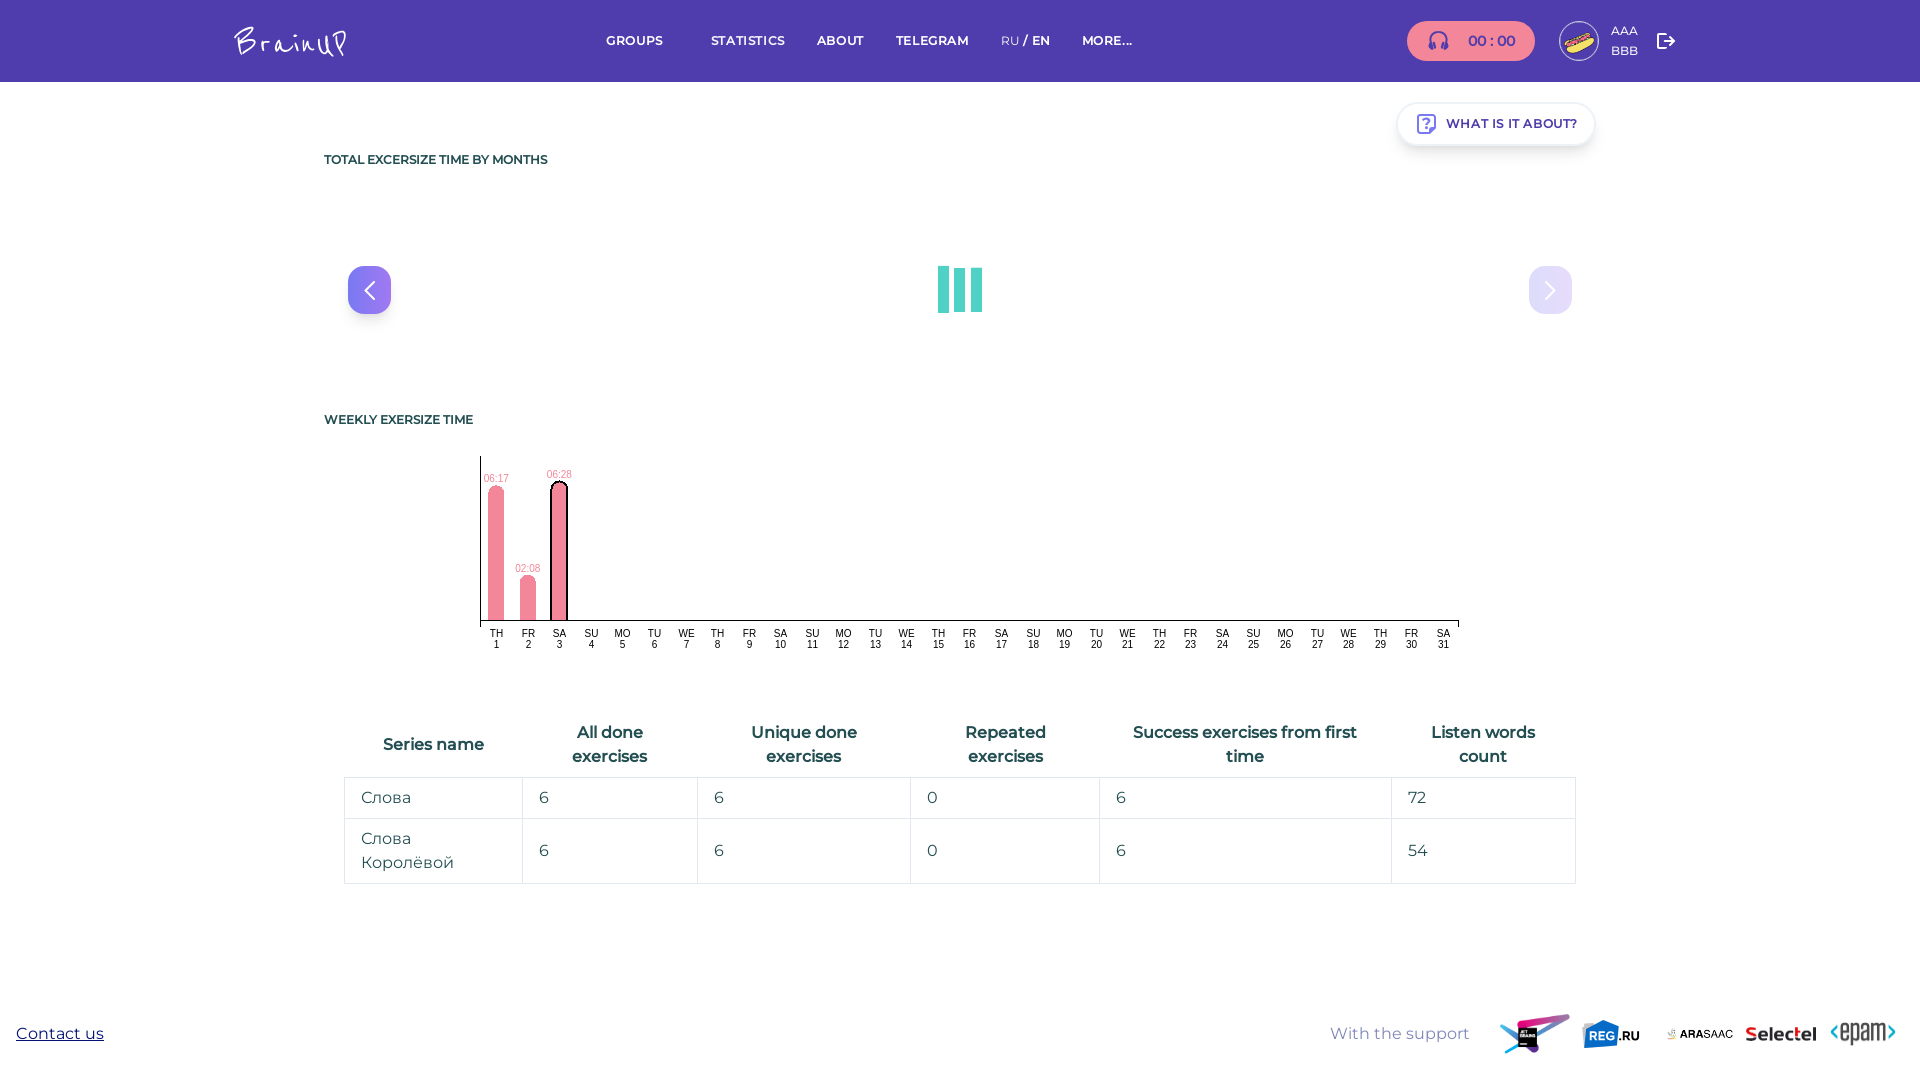 BrainUP
GROUPS STATISTICS ABOUT TELEGRAM RU / EN MORE...
00 : 00
AAA
BBB
WHAT IS IT ABOUT?
TOTAL EXCERSIZE TIME BY MONTHS
WEEKLY EXERSIZE TIME
06:17 02:08 06:28
TH FR SA SU MO TU WE TH FR SA SU MO TU WE TH FR SA SU MO TU WE TH FR SA SU MO TU WE TH FR SA
1 2 3 4 5 6 7 8 9 10 11 12 13 14 15 16 17 18 19 20 21 22 23 24 25 26 27 28 29 30 31
Series name All done exercises Unique done exercises Repeated exercises Success exercises from first time Listen words count
Слова 6 6 0 6 72
Слова Королёвой 6 6 0 6 54
Contact us
With the support
JET BRAINS
REG.RU
ARASAAC
Selectel
<epam>